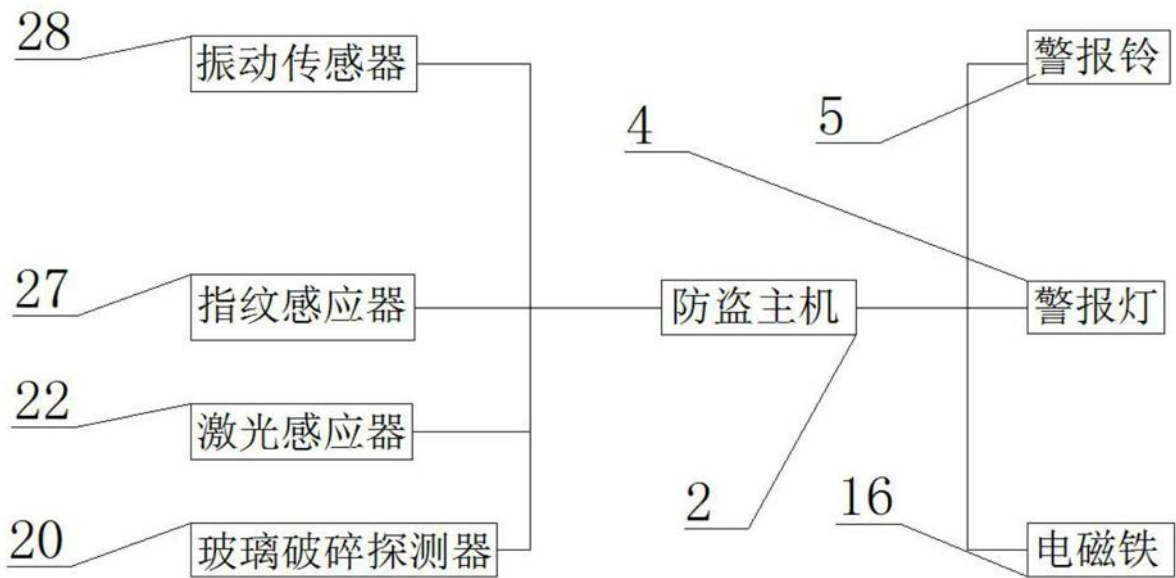 28
振动传感器
警报铃
5
4
27
指纹感应器
防盗主机
警报灯
22
激光感应器
2
16
20
玻璃破碎探测器
电磁铁